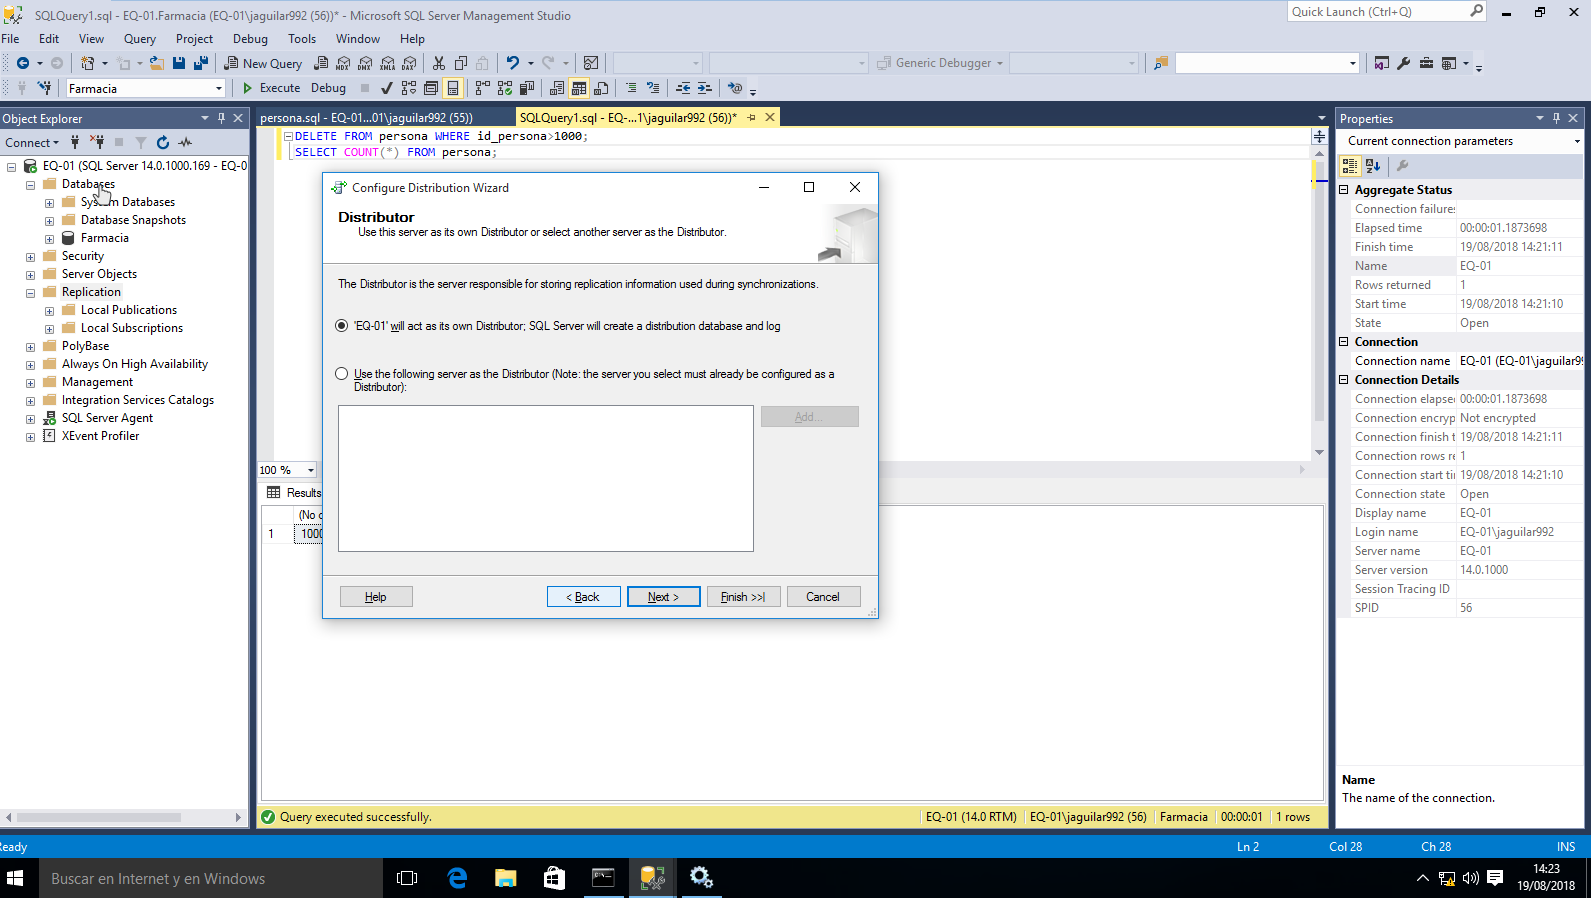 SQLQuery1.sql - EQ-01.Farmacia (EQ-01\jaguilar992 (56))* - Microsoft SQL Server Management Studio
Quick Launch (Ctrl+Q)
File Edit View Query Project Debug Tools Window Help
New Query
MDX DMX XMLA DAX
Generic Debugger
Farmacia
Execute Debug
Object Explorer
Connect
EQ-01 (SQL Server 14.0.1000.169 - EQ-0
Databases
System Databases
Database Snapshots
Farmacia
Security
Server Objects
Replication
Local Publications
Local Subscriptions
PolyBase
Always On High Availability
Management
Integration Services Catalogs
SQL Server Agent
XEvent Profiler
persona.sql - EQ-01...01\jaguilar992 (55))
SQLQuery1.sql - EQ-...1\jaguilar992 (56))*
DELETE FROM persona WHERE id_persona>1000;
SELECT COUNT(*) FROM persona;
100 %
Results
(No c
1 1000
Configure Distribution Wizard
Distributor
Use this server as its own Distributor or select another server as the Distributor.
The Distributor is the server responsible for storing replication information used during synchronizations.
'EQ-01' will act as its own Distributor; SQL Server will create a distribution database and log
Use the following server as the Distributor (Note: the server you select must already be configured as a
Distributor):
Add...
Help
< Back
Next >
Finish >>|
Cancel
Query executed successfully.
EQ-01 (14.0 RTM) EQ-01\jaguilar992 (56) Farmacia 00:00:01 1 rows
Properties
Current connection parameters
Aggregate Status
Connection failure:
Elapsed time 00:00:01.1873698
Finish time 19/08/2018 14:21:11
Name EQ-01
Rows returned 1
Start time 19/08/2018 14:21:10
State Open
Connection
Connection name EQ-01 (EQ-01\jaguilar99
Connection Details
Connection elapse 00:00:01.1873698
Connection encryp Not encrypted
Connection finish t 19/08/2018 14:21:11
Connection rows re 1
Connection start ti 19/08/2018 14:21:10
Connection state Open
Display name EQ-01
Login name EQ-01\jaguilar992
Server name EQ-01
Server version 14.0.1000
Session Tracing ID
SPID 56
Name
The name of the connection.
eady
Ln 2 Col 28 Ch 28 INS
Buscar en Internet y en Windows
14:23
19/08/2018